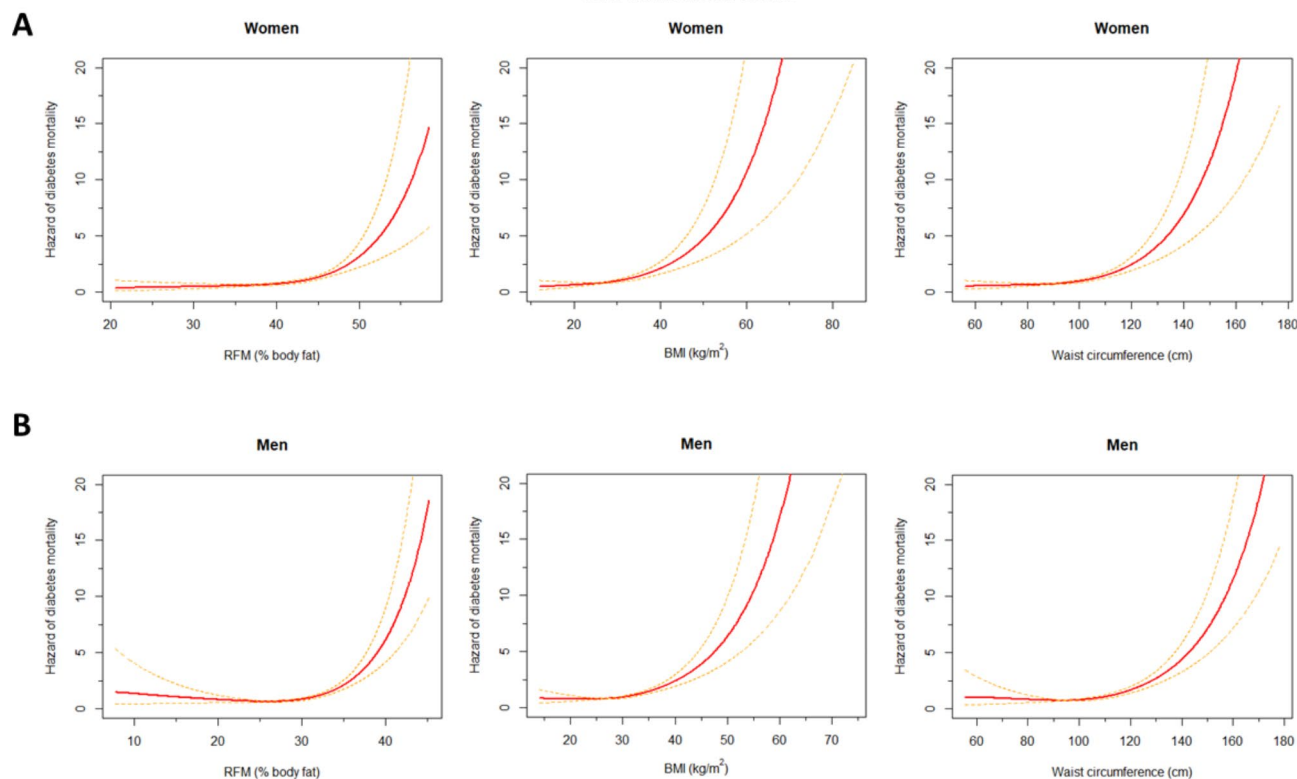 A
Women
Hazard of diabetes mortality
0 5 10 15 20
20 30 40 50
RFM (% body fat)
Women
Hazard of diabetes mortality
0 5 10 15 20
20 40 60 80
BMI (kg/m²)
Women
Hazard of diabetes mortality
0 5 10 15 20
60 80 100 120 140 160 180
Waist circumference (cm)
B
Men
Hazard of diabetes mortality
0 5 10 15 20
10 20 30 40
RFM (% body fat)
Men
Hazard of diabetes mortality
0 5 10 15 20
20 30 40 50 60 70
BMI (kg/m²)
Men
Hazard of diabetes mortality
0 5 10 15 20
60 80 100 120 140 160 180
Waist circumference (cm)